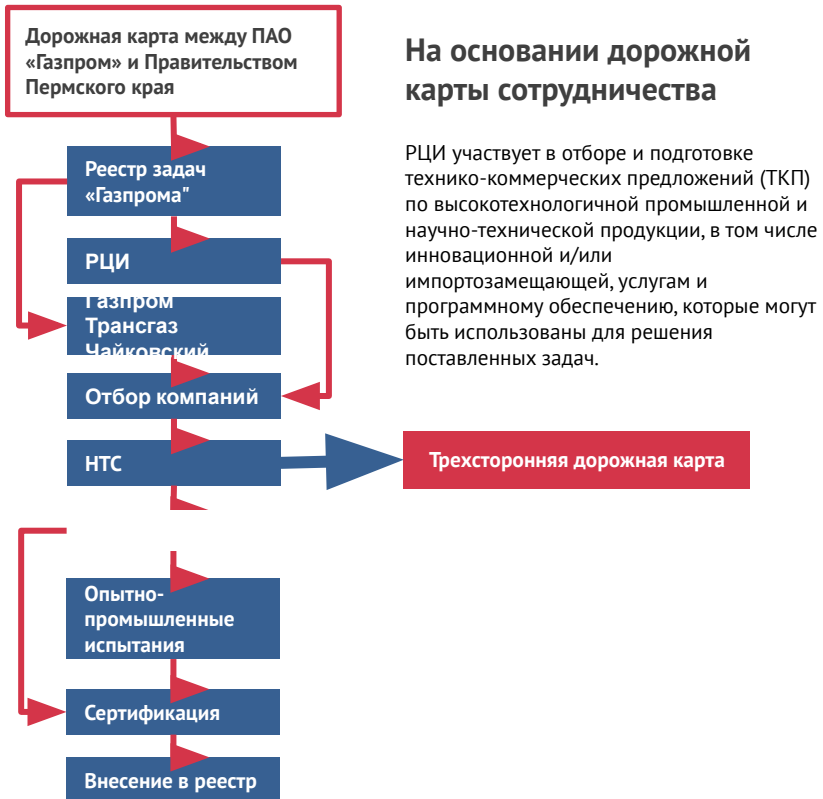 Дорожная карта между ПАО
«Газпром» и Правительством
Пермского края
На основании дорожной
карты сотрудничества
РЦИ участвует в отборе и подготовке
технико-коммерческих предложений (ТКП)
по высокотехнологичной промышленной и
научно-технической продукции, в том числе
инновационной и/или
импортозамещающей, услугам и
программному обеспечению, которые могут
быть использованы для решения
поставленных задач.
Реестр задач
«Газпрома"
РЦИ
Газпром
Трансгаз
Чайковский
Отбор компаний
НТС
Трехсторонняя дорожная карта
Опытно-
промышленные
испытания
Сертификация
Внесение в реестр